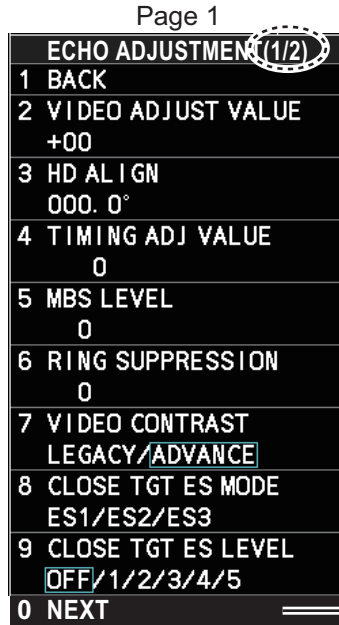 Page 1
ECHO ADJUSTMENT(1/2)
1 BACK
2 VIDEO ADJUST VALUE
+00
3 HD ALIGN
000.0°
4 TIMING ADJ VALUE
0
5 MBS LEVEL
0
6 RING SUPPRESSION
0
7 VIDEO CONTRAST
LEGACY/ADVANCE
8 CLOSE TGT ES MODE
ES1/ES2/ES3
9 CLOSE TGT ES LEVEL
OFF/1/2/3/4/5
0 NEXT